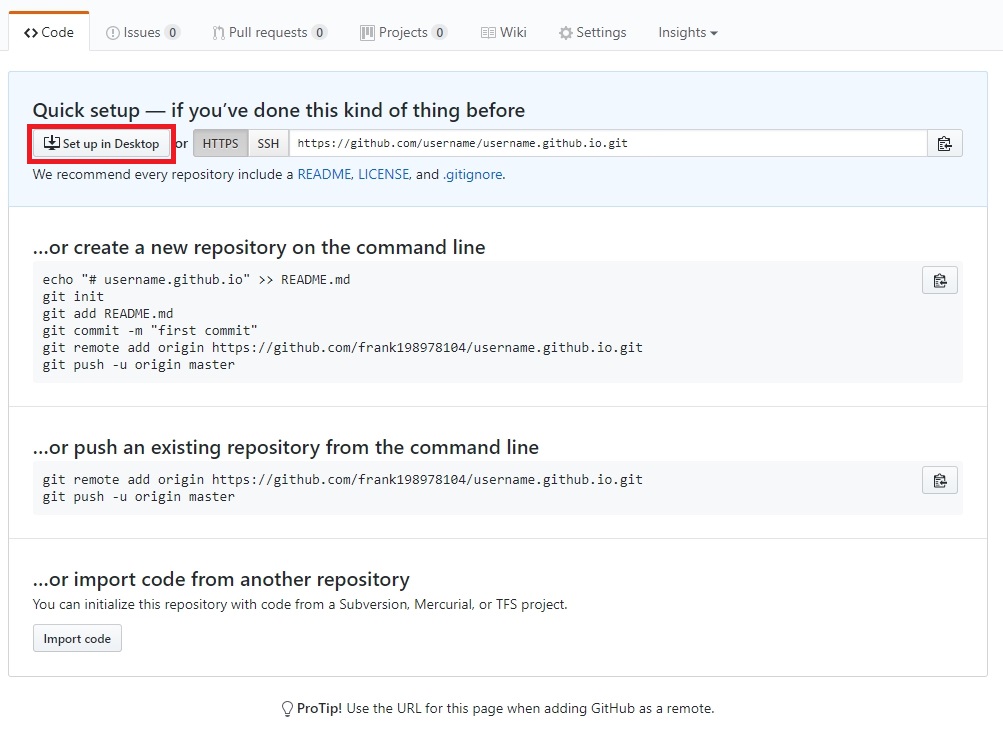 Code Issues 0 Pull requests 0 Projects 0 Wiki Settings Insights
Quick setup — if you've done this kind of thing before
Set up in Desktop or HTTPS SSH https://github.com/username/username.github.io.git
We recommend every repository include a README, LICENSE, and .gitignore.
…or create a new repository on the command line
echo "# username.github.io" >> README.md
git init
git add README.md
git commit -m "first commit"
git remote add origin https://github.com/frank198978104/username.github.io.git
git push -u origin master
…or push an existing repository from the command line
git remote add origin https://github.com/frank198978104/username.github.io.git
git push -u origin master
…or import code from another repository
You can initialize this repository with code from a Subversion, Mercurial, or TFS project.
Import code
ProTip! Use the URL for this page when adding GitHub as a remote.